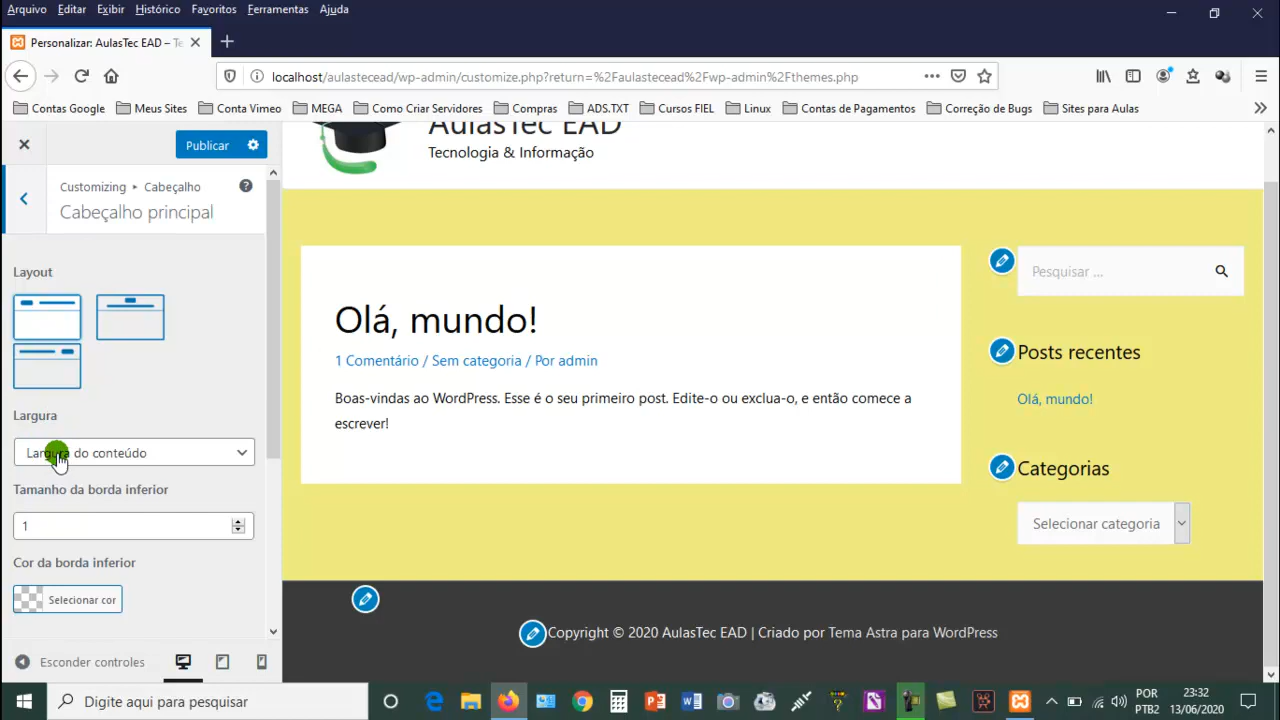 Arquivo Editar Exibir Histórico Favoritos Ferramentas Ajuda
Personalizar: AulasTec EAD – Te
localhost/aulastecead/wp-admin/customize.php?return=%2Faulastecead%2Fwp-admin%2Fthemes.php
Contas Google Meus Sites Conta Vimeo MEGA Como Criar Servidores Compras ADS.TXT Cursos FIEL Linux Contas de Pagamentos Correção de Bugs Sites para Aulas
Publicar
Customizing ▸ Cabeçalho
Cabeçalho principal
Layout
Largura
Largura do conteúdo
Tamanho da borda inferior
1
Cor da borda inferior
Selecionar cor
Esconder controles
AulasTec EAD
Tecnologia & Informação
Olá, mundo!
1 Comentário / Sem categoria / Por admin
Boas-vindas ao WordPress. Esse é o seu primeiro post. Edite-o ou exclua-o, e então comece a
escrever!
Pesquisar ...
Posts recentes
Olá, mundo!
Categorias
Selecionar categoria
Copyright © 2020 AulasTec EAD | Criado por Tema Astra para WordPress
Digite aqui para pesquisar
POR
PTB2
23:32
13/06/2020